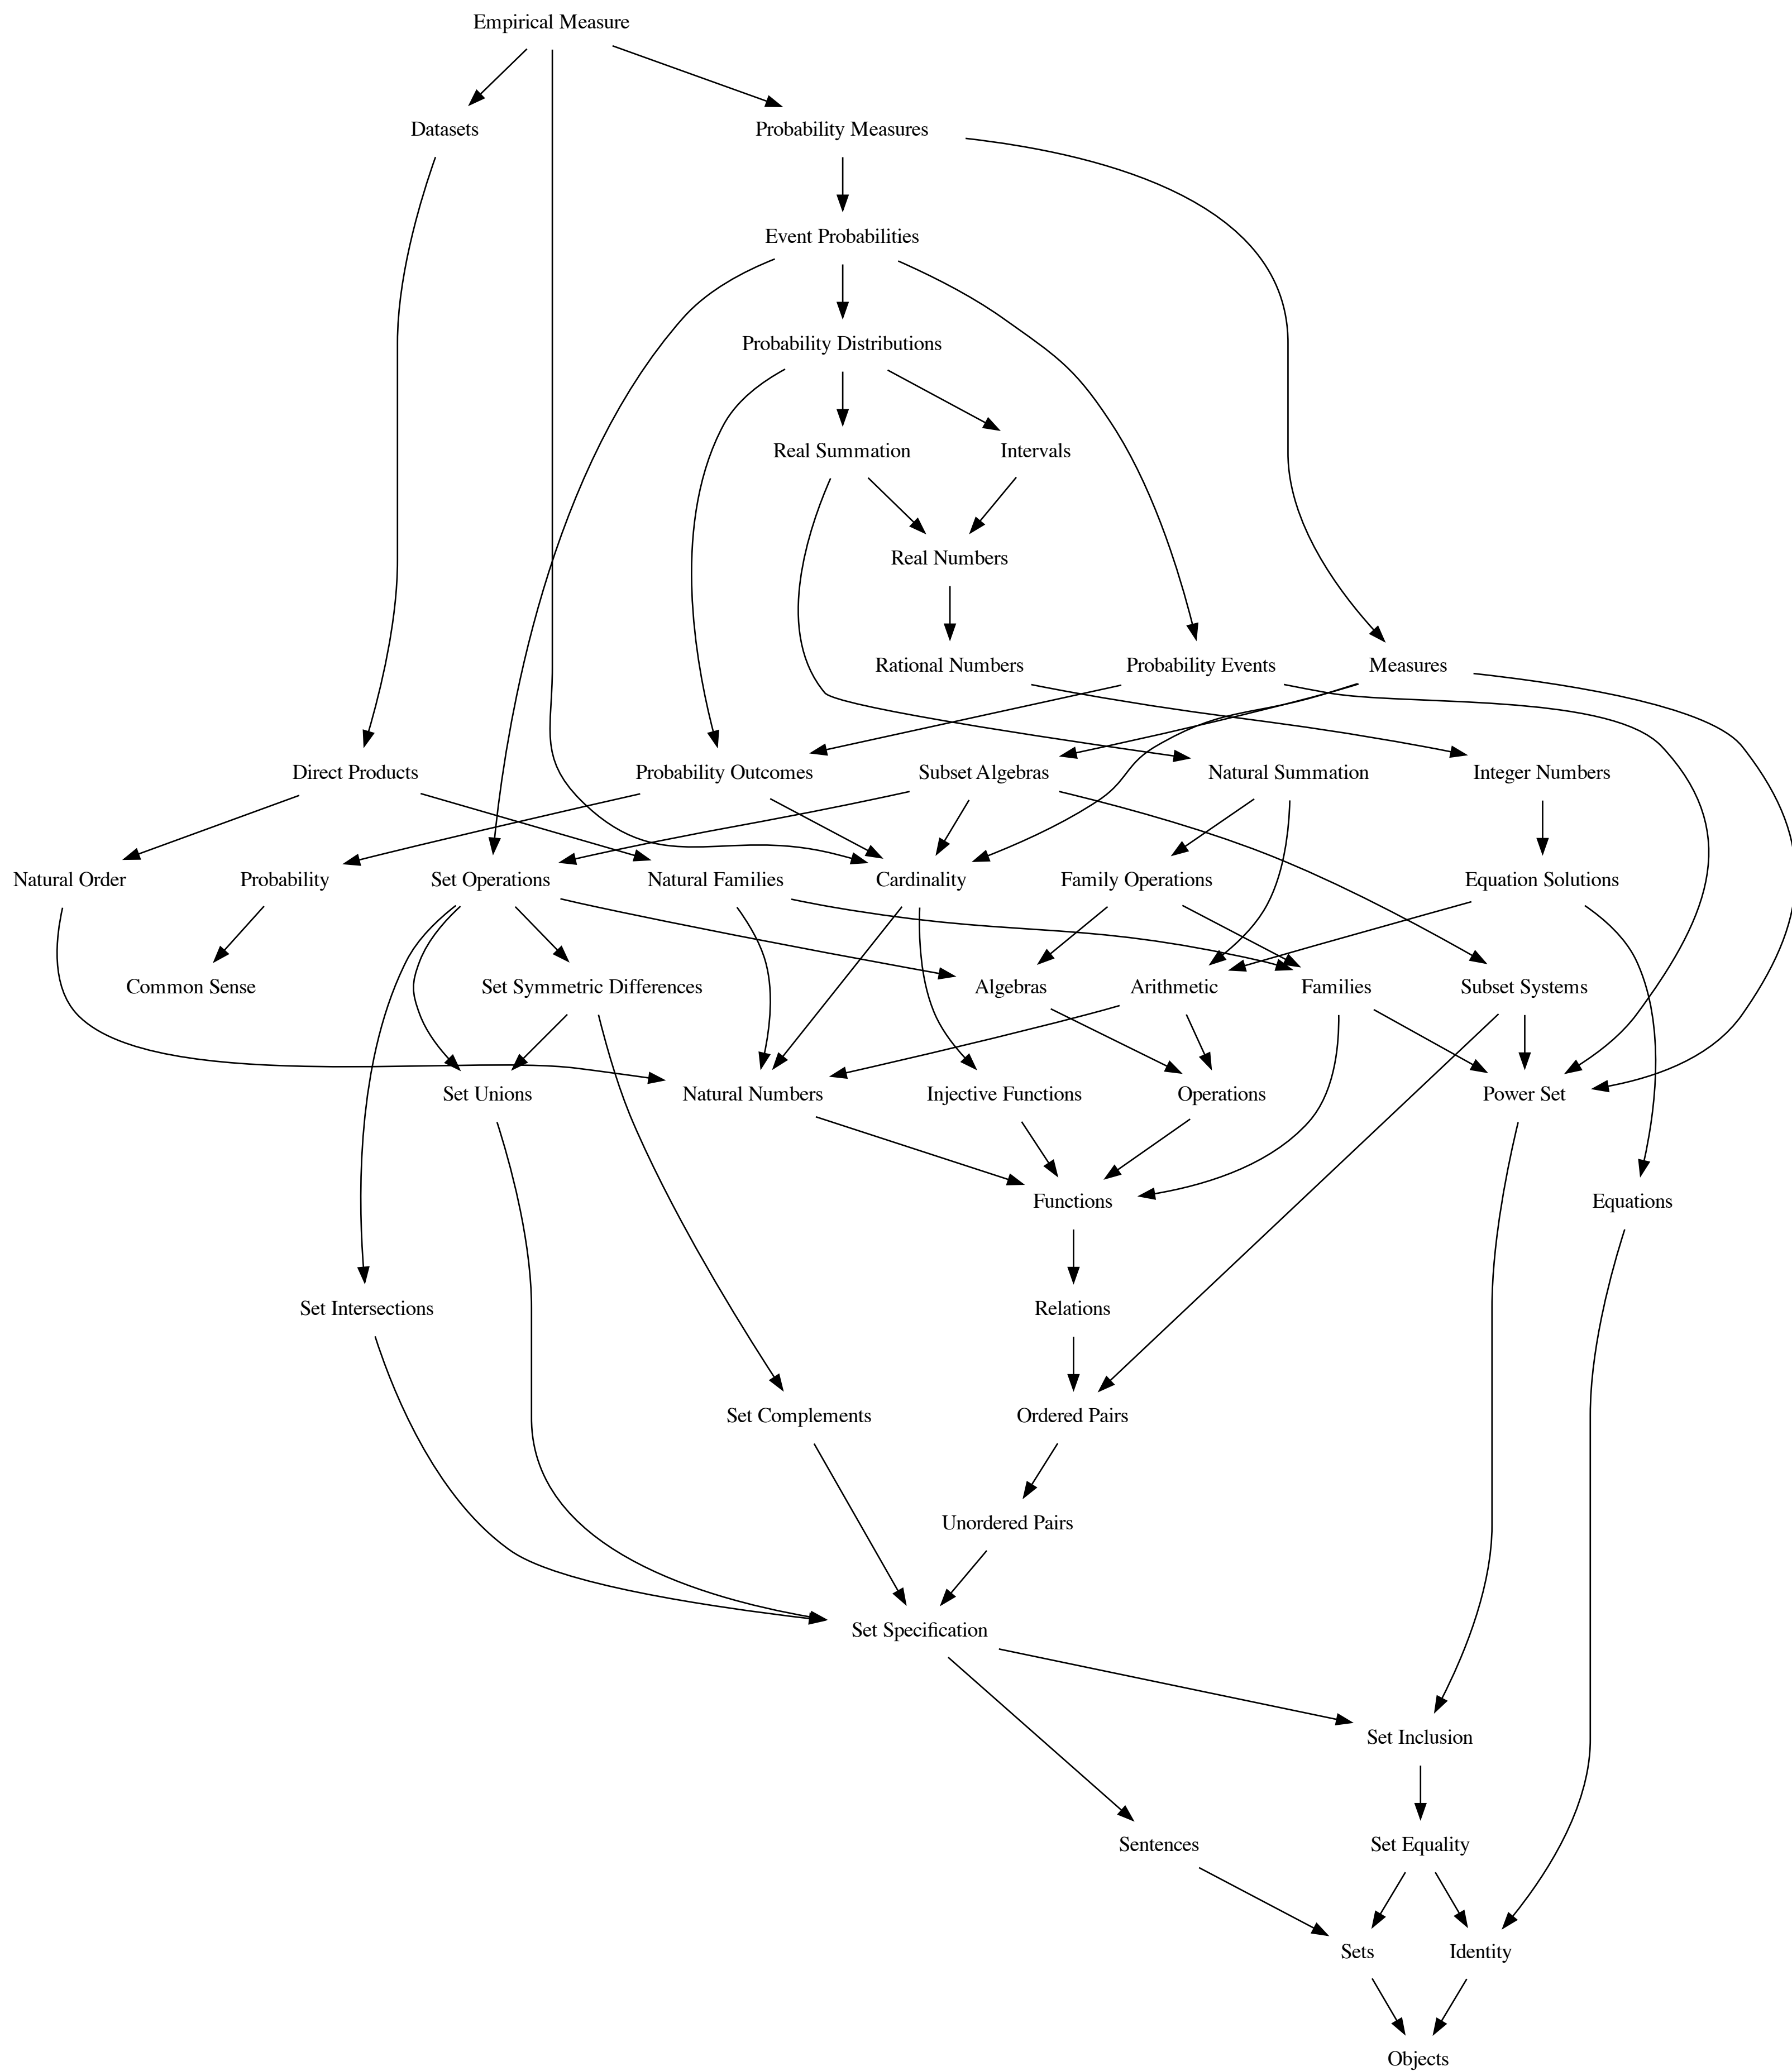 Empirical Measure
Datasets
Probability Measures
Event Probabilities
Probability Distributions
Real Summation
Intervals
Real Numbers
Rational Numbers
Probability Events
Measures
Direct Products
Probability Outcomes
Subset Algebras
Natural Summation
Integer Numbers
Natural Order
Probability
Set Operations
Natural Families
Cardinality
Family Operations
Equation Solutions
Common Sense
Set Symmetric Differences
Algebras
Arithmetic
Families
Subset Systems
Set Unions
Natural Numbers
Injective Functions
Operations
Power Set
Functions
Equations
Set Intersections
Relations
Set Complements
Ordered Pairs
Unordered Pairs
Set Specification
Set Inclusion
Sentences
Set Equality
Sets
Identity
Objects